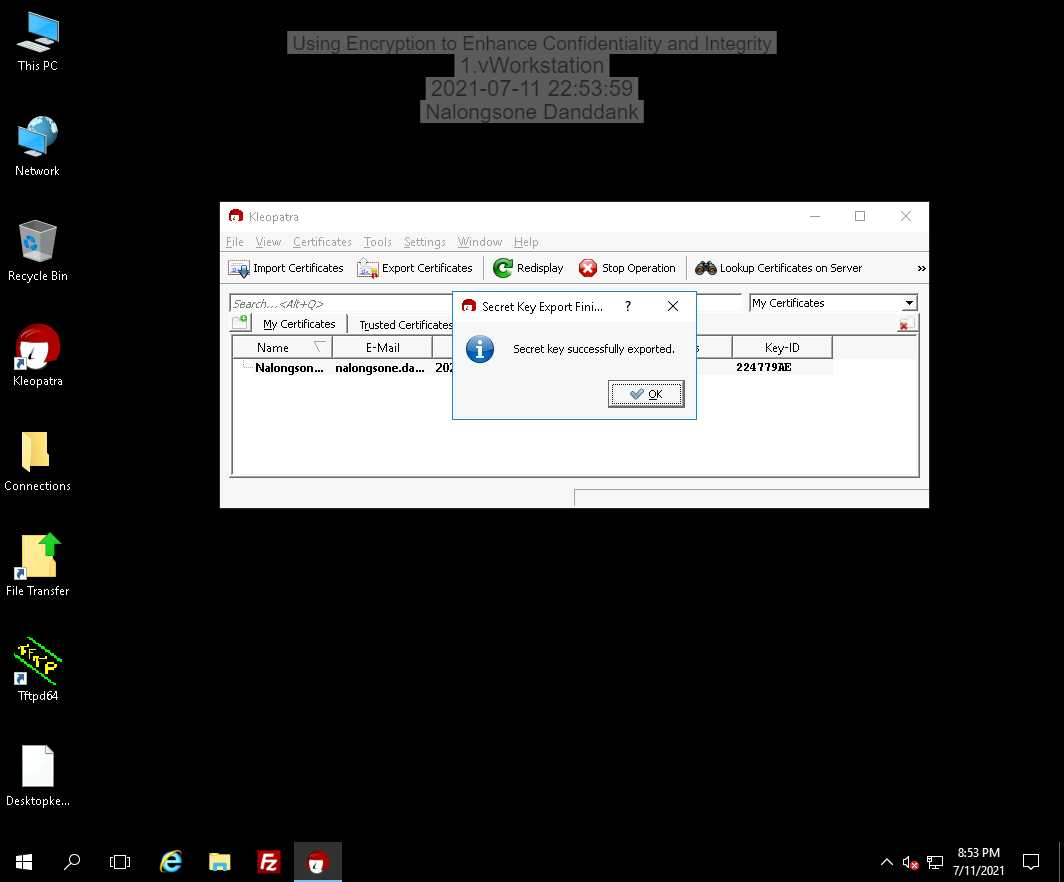 Using Encryption to Enhance Confidentiality and Integrity
1.vWorkstation
2021-07-11 22:53:59
Nalongsone Danddank
This PC
Network
Recycle Bin
Kleopatra
Connections
File Transfer
TFTP
Tftpd64
Desktopke...
Kleopatra
File View Certificates Tools Settings Window Help
Import Certificates Export Certificates Redisplay Stop Operation Lookup Certificates on Server »
Search...<Alt+Q>
My Certificates
My Certificates Trusted Certificates
Name E-Mail s Key-ID
Nalongson... nalongsone.da... 202 224779AE
Secret Key Export Fini... ?
Secret key successfully exported.
OK
8:53 PM
7/11/2021